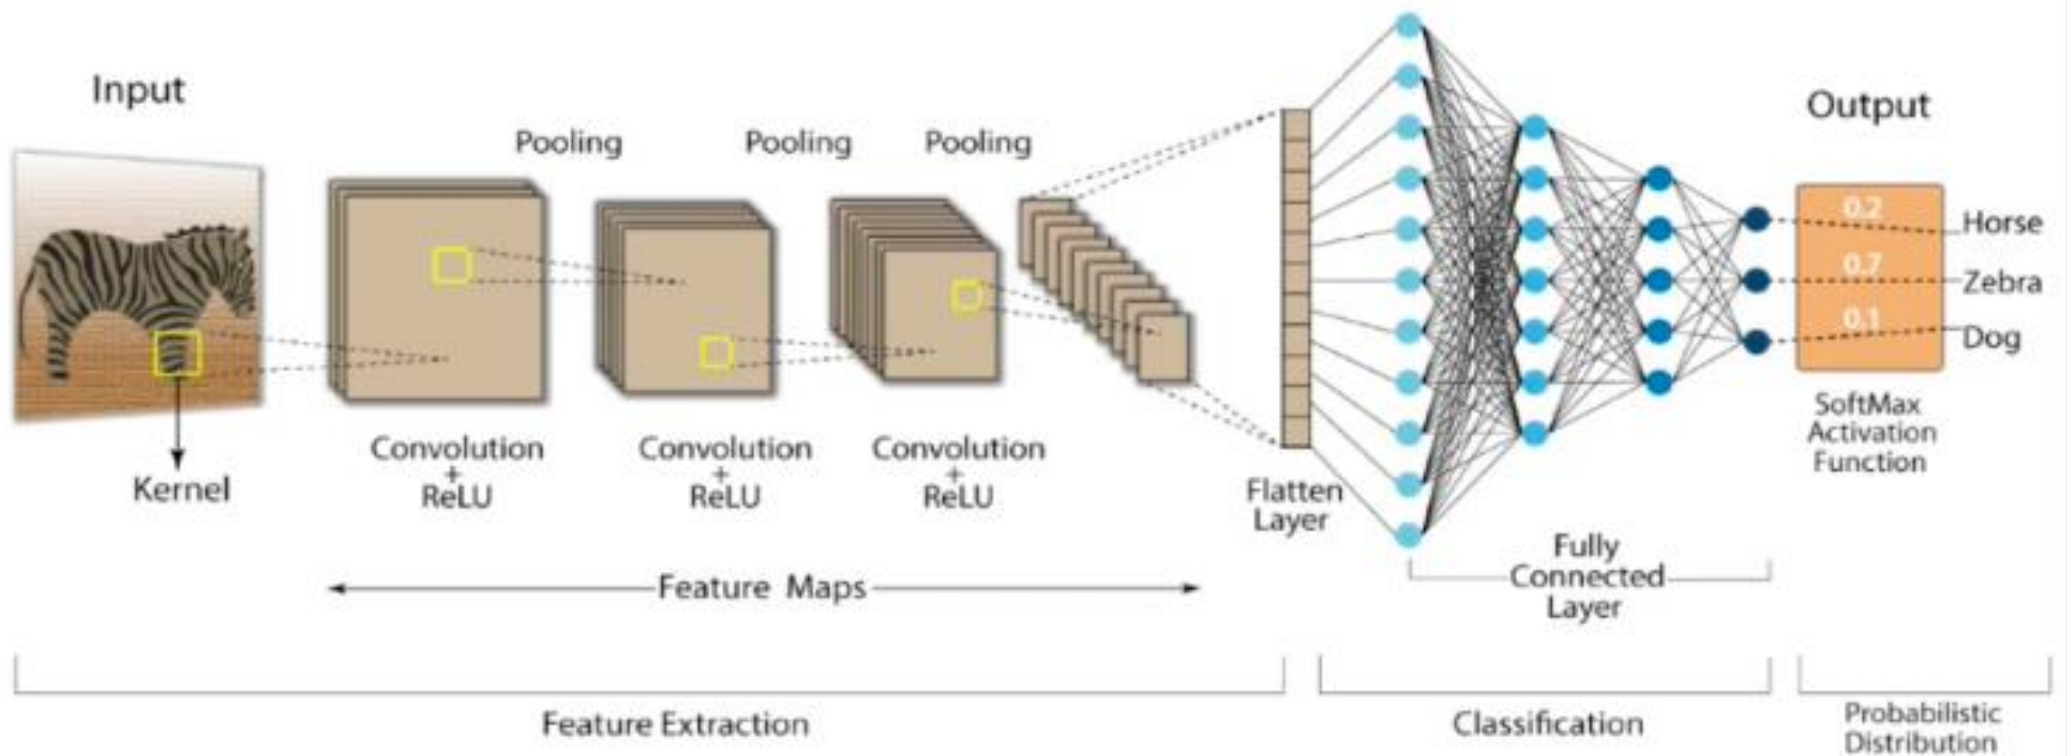 Input
Kernel
Pooling
Pooling
Pooling
Convolution
+
ReLU
Convolution
+
ReLU
Convolution
+
ReLU
Feature Maps
Flatten
Layer
Fully
Connected
Layer
Output
0.2
Horse
0.7
Zebra
0.1
Dog
SoftMax
Activation
Function
Feature Extraction
Classification
Probabilistic
Distribution